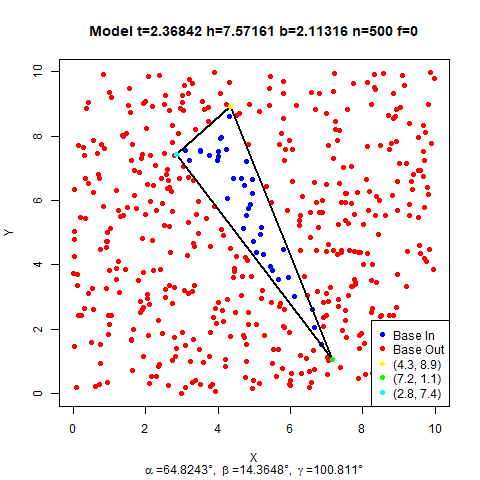 Model t=2.36842 h=7.57161 b=2.11316 n=500 f=0
10
8
6
4
2
0
Y
Base In
Base Out
(4.3, 8.9)
(7.2, 1.1)
(2.8, 7.4)
0 2 4 6 8 10
X
α=64.8243°, β=14.3648°, γ=100.811°